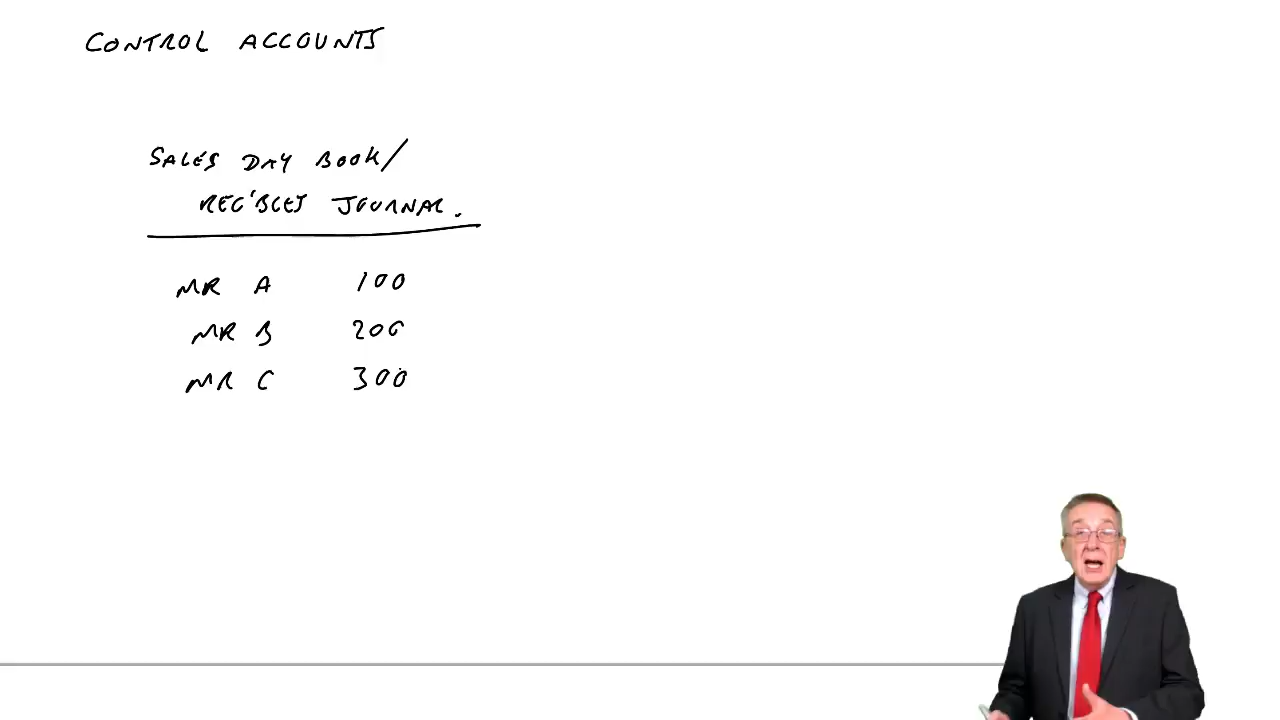 CONTROL ACCOUNTS
SALES DAY BOOK/
REC'BLES JOURNAL.
MR A 100
MR B 200
MR C 300